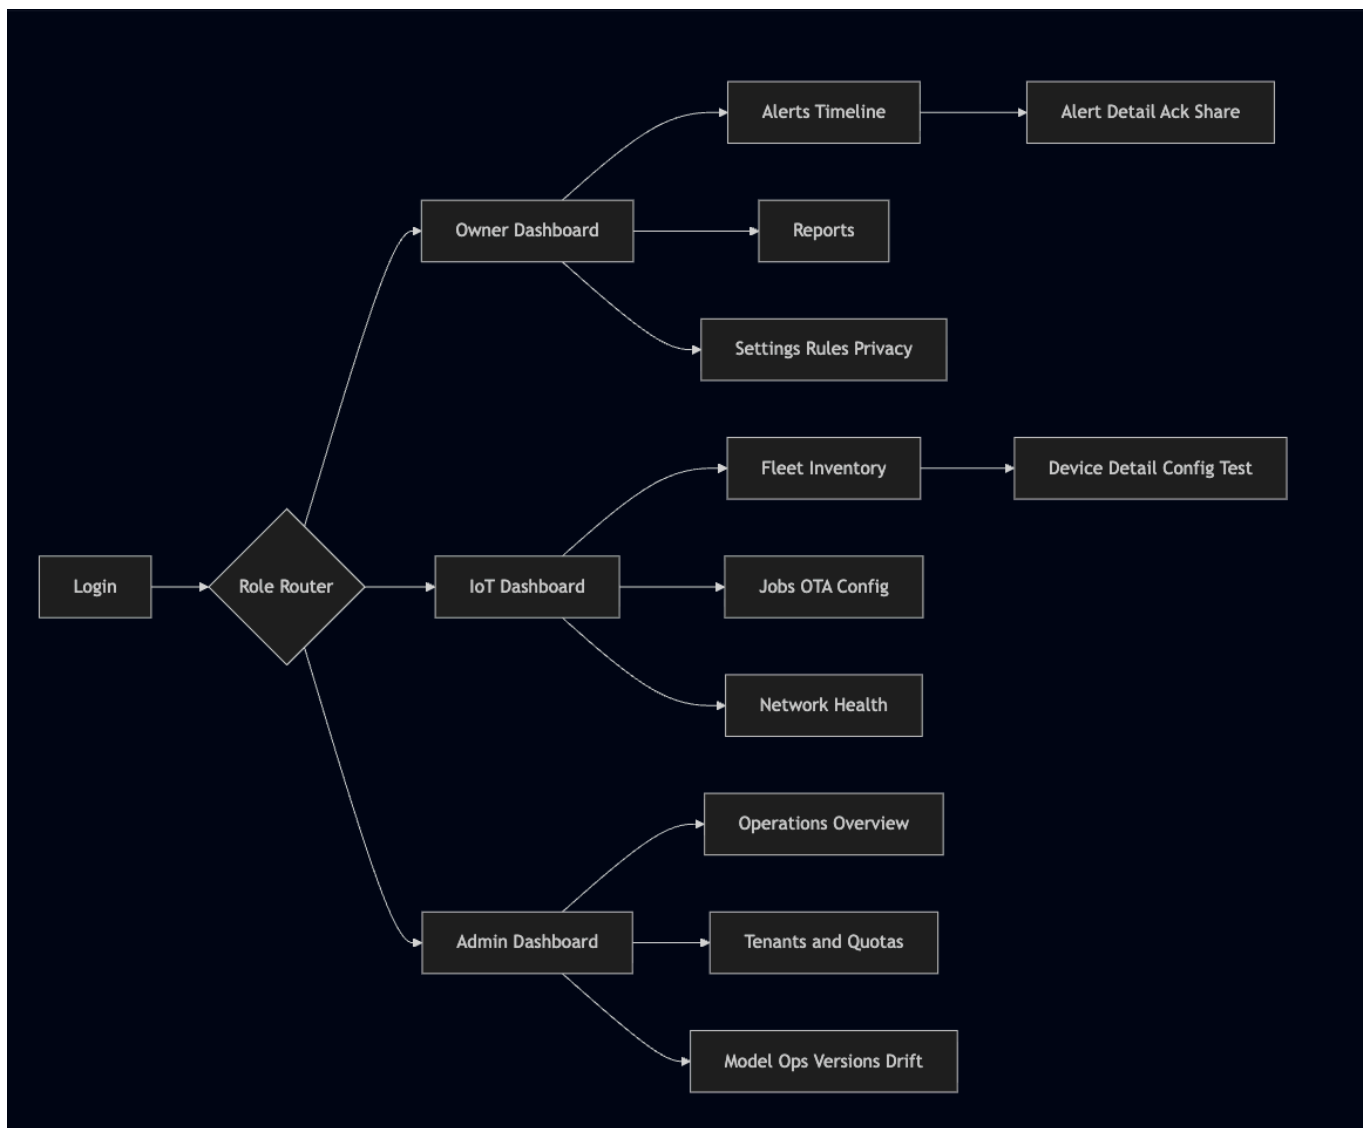 Login
Role Router
Owner Dashboard
Alerts Timeline
Alert Detail Ack Share
Reports
Settings Rules Privacy
IoT Dashboard
Fleet Inventory
Device Detail Config Test
Jobs OTA Config
Network Health
Admin Dashboard
Operations Overview
Tenants and Quotas
Model Ops Versions Drift